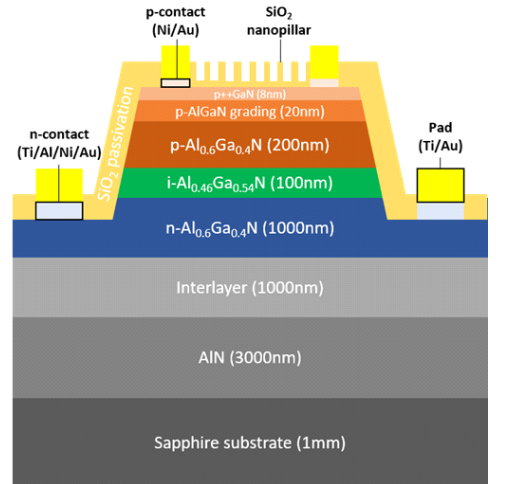 p-contact
(Ni/Au)
SiO₂
nanopillar
p++GaN (8nm)
p-AlGaN grading (20nm)
n-contact
(Ti/Al/Ni/Au)
SiO₂ passivation
p-Al₀.₆Ga₀.₄N (200nm)
Pad
(Ti/Au)
i-Al₀.₄₆Ga₀.₅₄N (100nm)
n-Al₀.₆Ga₀.₄N (1000nm)
Interlayer (1000nm)
AlN (3000nm)
Sapphire substrate (1mm)